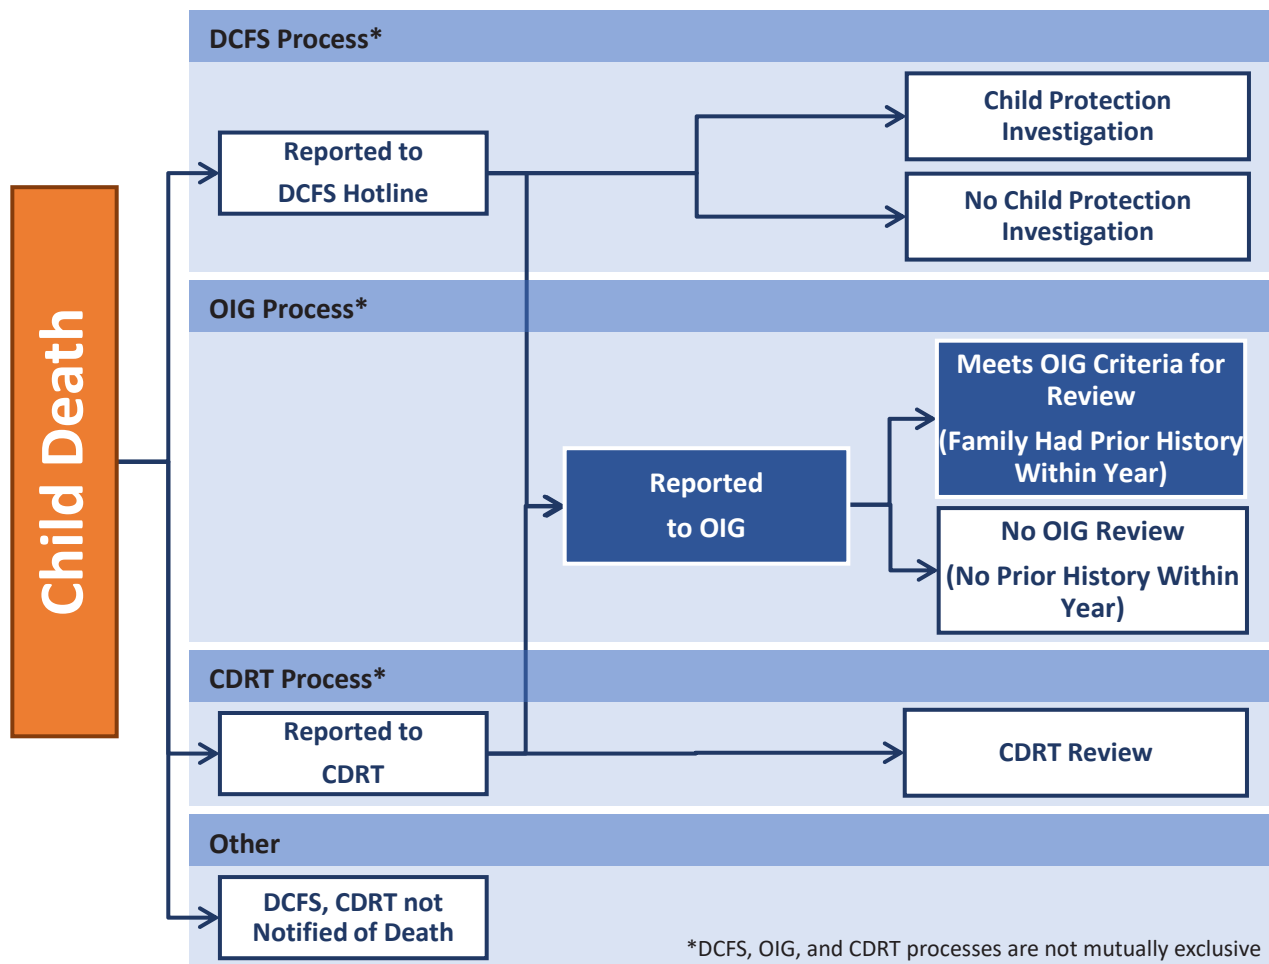 Child Death
DCFS Process*
Reported to
DCFS Hotline
Child Protection
Investigation
No Child Protection
Investigation
OIG Process*
Reported
to OIG
Meets OIG Criteria for
Review
(Family Had Prior History
Within Year)
No OIG Review
(No Prior History Within
Year)
CDRT Process*
Reported to
CDRT
CDRT Review
Other
DCFS, CDRT not
Notified of Death
*DCFS, OIG, and CDRT processes are not mutually exclusive